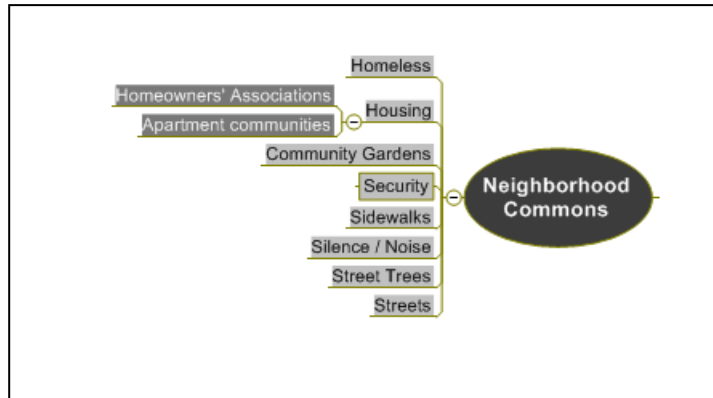 Homeless
Homeowners' Associations
Housing
Apartment communities
Community Gardens
Security
Sidewalks
Silence / Noise
Street Trees
Streets
Neighborhood
Commons